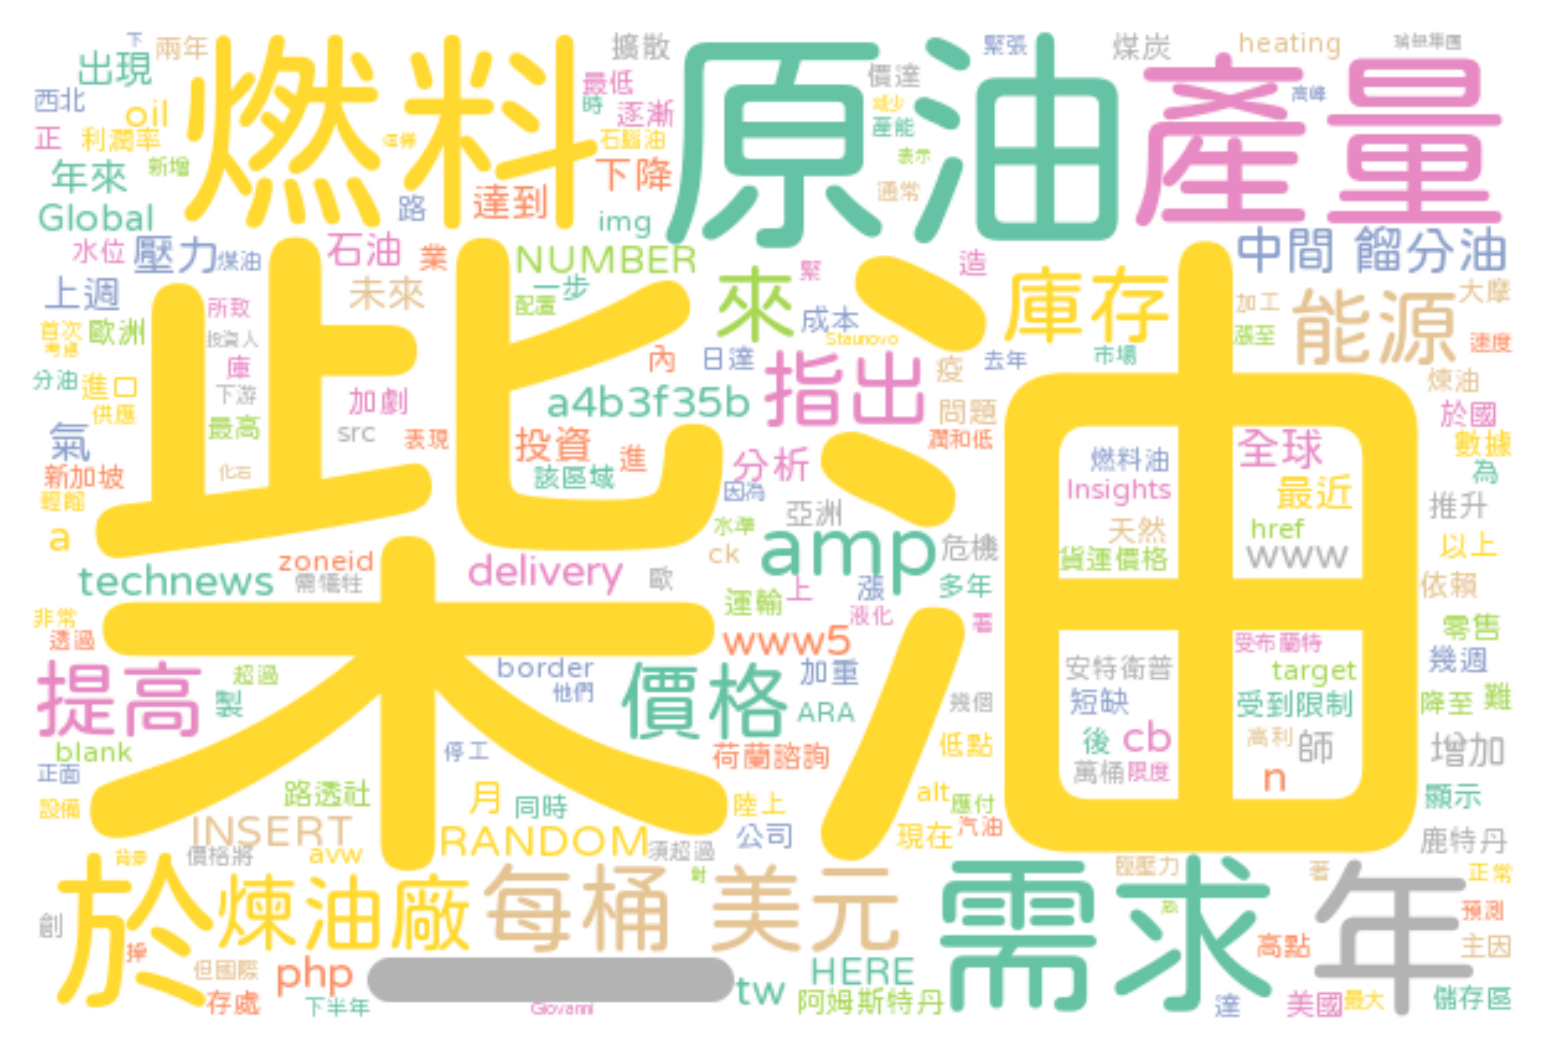 下 兩年 擴散 緊張 煤炭 heating
出現 燃料 最低 原油 價達 產量
西北 oil 時 逐漸 減少 高峰
正 利潤率 石腦油 產能
年來 新增 下降 表示
Global 路 達到 img 通常
水位 壓力 煤油 石油 業 NUMBER 緊 造 中間 餾分油
上週 所致 未來 一步 配置 來 成本 庫存 加工 能源 大摩
首次 考慮 歐洲 投資人 Staunovo 漲至 速度
分油 進口 庫 柴油 內 日達 指出 疫 去年 市場 煉油
供應 下游 加劇 a4b3f35b 問題 於國
氣 最高 src 表現 投資 進 分析 潤和低 燃料油 全球 數據
新加坡 化石 該區域 因為 Insights 最近 為
輕餾 水準 亞洲 天然 href 推升
a zoneid ck amp 危機 貨運價格 www 以上
technews 需犧牲 delivery 歐 上 漲 多年 依賴
非常 運輸 液化 著 零售
透過 www5 受布蘭特
提高 超過 border 價格 加重 安特衛普 target 幾週
製 他們 ARA 幾個 短缺 受到限制 降至 難
blank 停工 荷蘭諮詢 低點 後 cb 高利 師 增加
正面 萬桶 限度 n
設備 路透社 月 同時 陸上 alt 應付 顯示
INSERT RANDOM 公司 現在 汽油 鹿特丹
背景 價格將 avw 須超過 極壓力
於 煉油廠 每桶 美元 需求 著 年 正常
創 預測
掉 但國際 php tw HERE 高點 主因
存處 下半年 Giovanni 阿姆斯特丹 達 美國 最大 儲存區